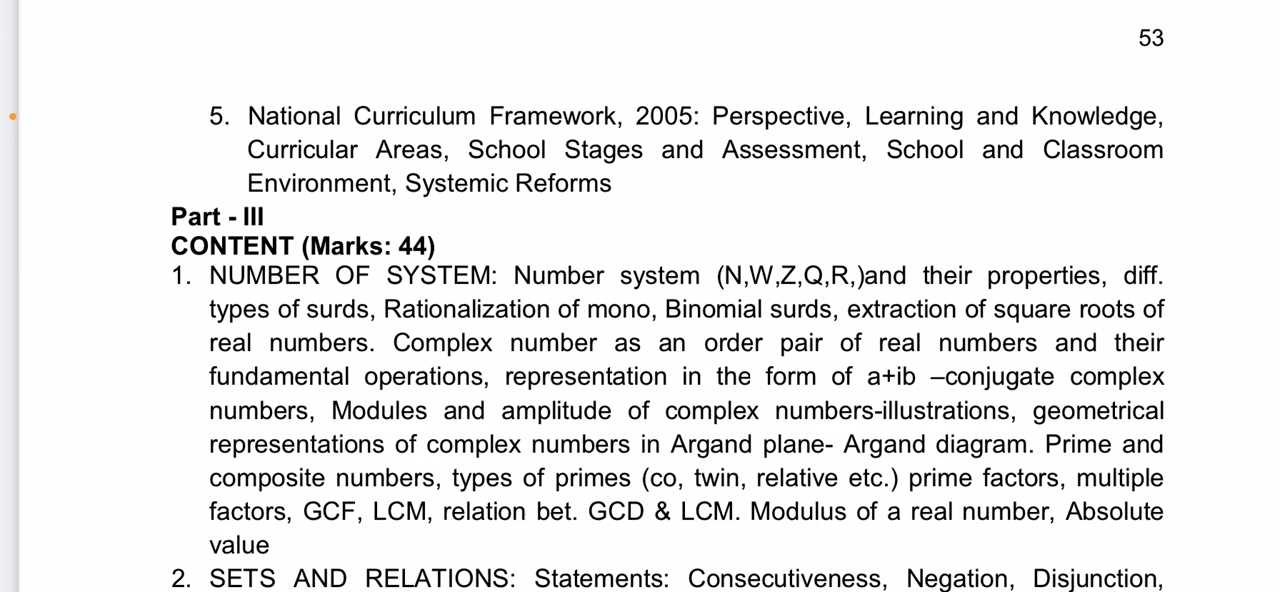 53
5. National Curriculum Framework, 2005: Perspective, Learning and Knowledge,
Curricular Areas, School Stages and Assessment, School and Classroom
Environment, Systemic Reforms
Part - III
CONTENT (Marks: 44)
1. NUMBER OF SYSTEM: Number system (N,W,Z,Q,R,)and their properties, diff.
types of surds, Rationalization of mono, Binomial surds, extraction of square roots of
real numbers. Complex number as an order pair of real numbers and their
fundamental operations, representation in the form of a+ib –conjugate complex
numbers, Modules and amplitude of complex numbers-illustrations, geometrical
representations of complex numbers in Argand plane- Argand diagram. Prime and
composite numbers, types of primes (co, twin, relative etc.) prime factors, multiple
factors, GCF, LCM, relation bet. GCD & LCM. Modulus of a real number, Absolute
value
2. SETS AND RELATIONS: Statements: Consecutiveness, Negation, Disjunction,